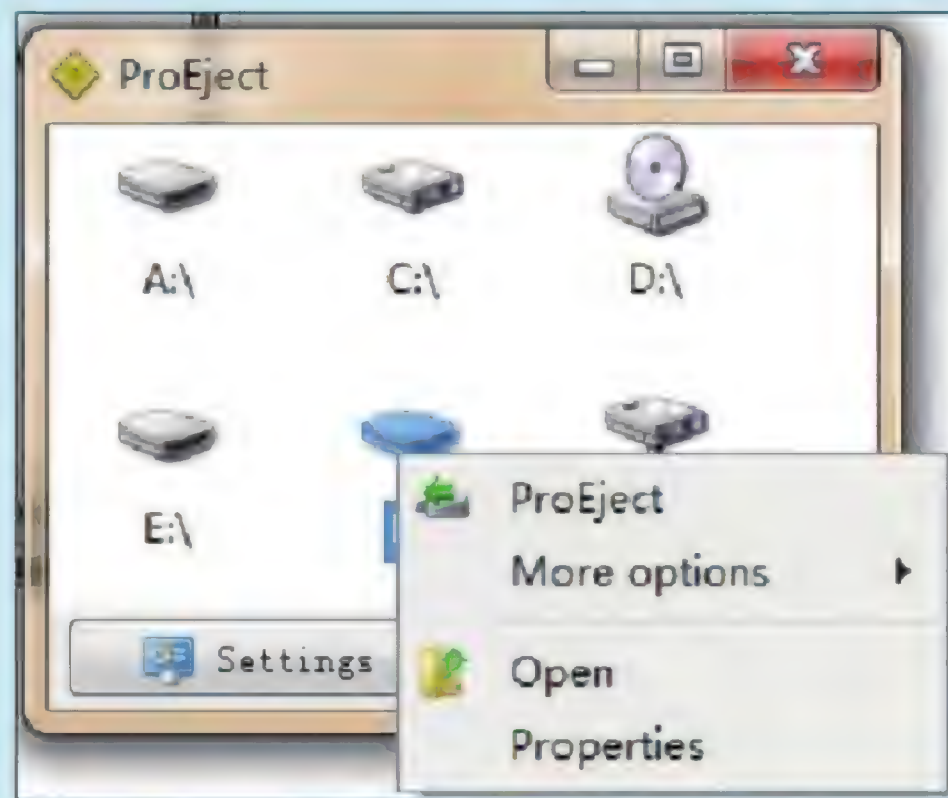 ProEject
A:\
C:\
D:\
E:\
ProEject
More options
Settings
Open
Properties